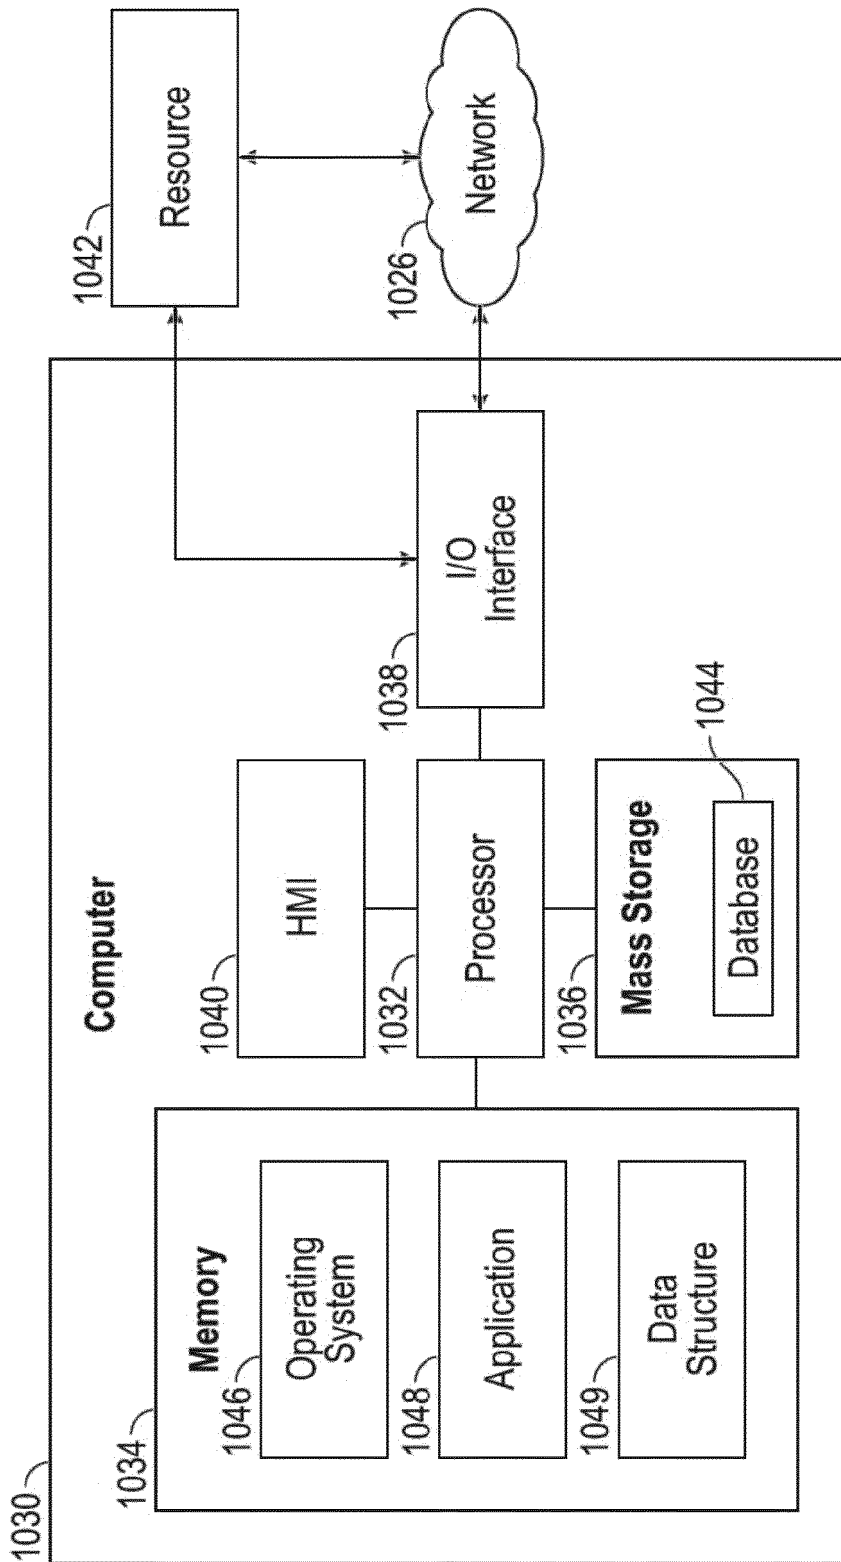 1030
Computer
1034
Memory
1046
Operating
System
1048
Application
1049
Data
Structure
1040
HMI
1032
Processor
1036
Mass Storage
Database
1044
1038
I/O
Interface
1042
Resource
1026
Network